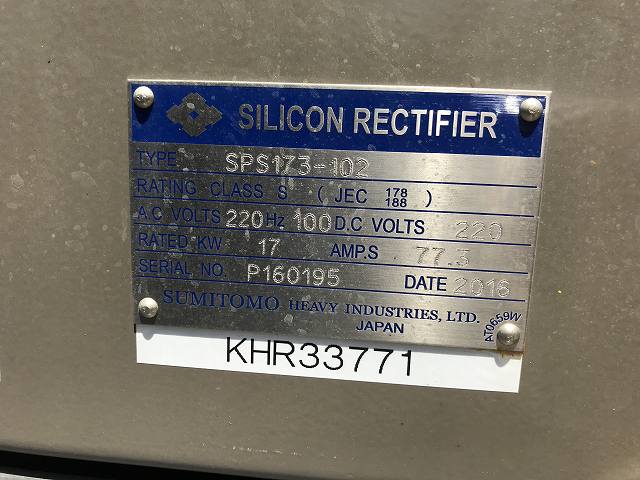 SILICON RECTIFIER
TYPE SPS173-102
RATING CLASS S ( JEC 178 188 )
A.C VOLTS 220 Hz 100 D.C VOLTS 220
RATED KW 17 AMP.S 77.3
SERIAL NO. P160195 DATE 2016
SUMITOMO HEAVY INDUSTRIES, LTD.
JAPAN
AT0659W
KHR33771